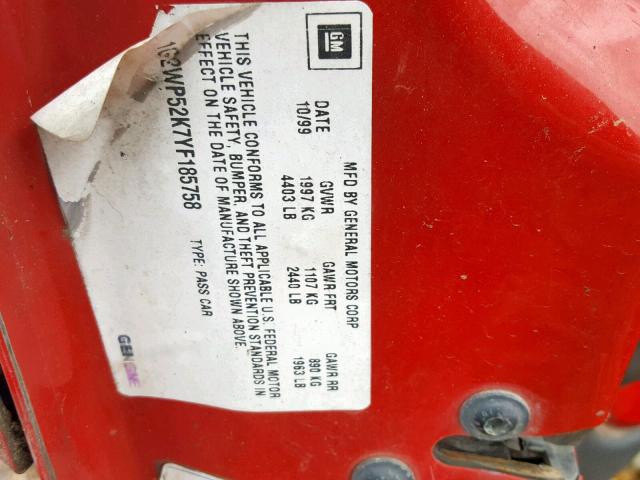 GM
MFD BY GENERAL MOTORS CORP
DATE GVWR GAWR FRT GAWR RR
10/99 1997 KG 1107 KG 890 KG
4403 LB 2440 LB 1963 LB
THIS VEHICLE CONFORMS TO ALL APPLICABLE U.S. FEDERAL MOTOR
VEHICLE SAFETY, BUMPER, AND THEFT PREVENTION STANDARDS IN
EFFECT ON THE DATE OF MANUFACTURE SHOWN ABOVE.
1G2WP52K7YF185758 TYPE: PASS CAR